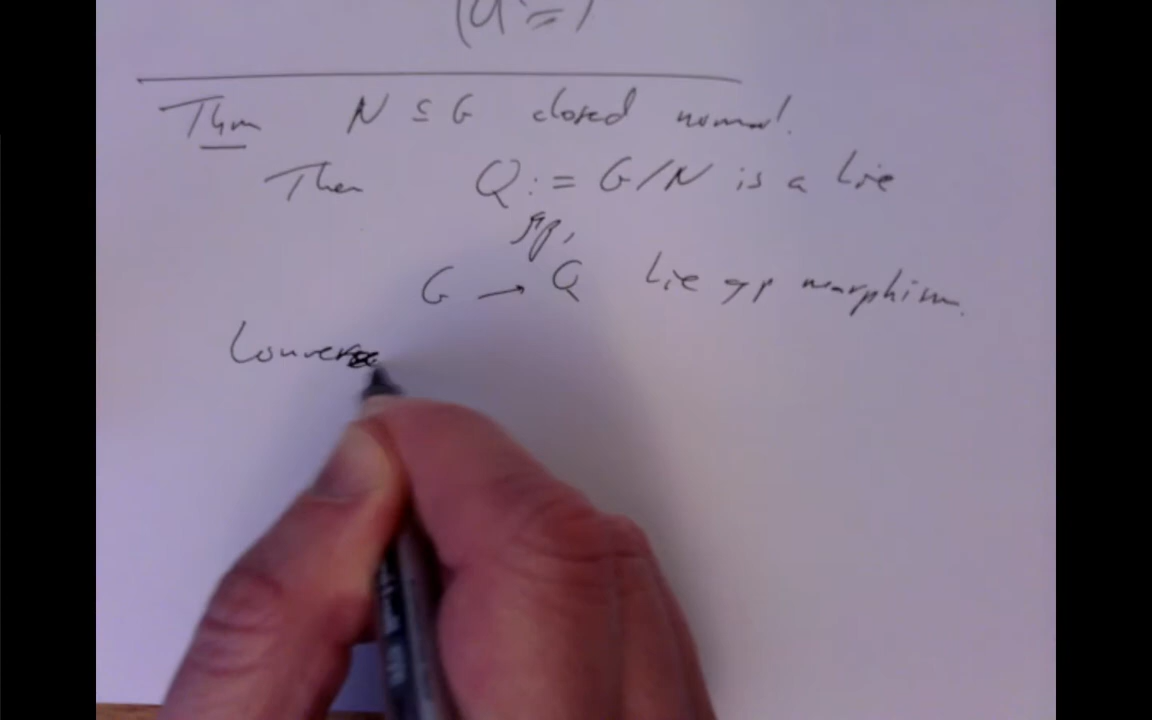 Thm N ⊆ G closed normal.
Then Q := G/N is a Lie
gp,
G → Q Lie gp morphism.
Converse